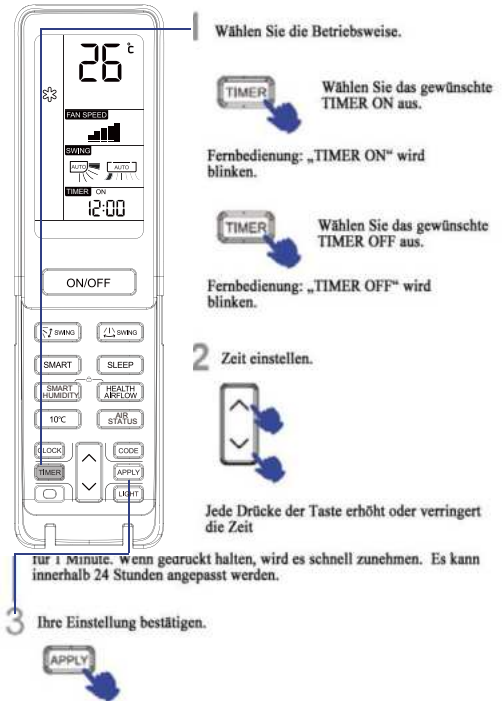 26°c
FAN SPEED
SWING
AUTO
AUTO
TIMER ON
12:00
ON/OFF
SWING
SWING
SMART
SLEEP
SMART HUMIDITY
HEALTH AIRFLOW
10°C
AIR STATUS
CLOCK
CODE
TIMER
APPLY
LIGHT
1 Wählen Sie die Betriebsweise.
TIMER
Wählen Sie das gewünschte
TIMER ON aus.
Fernbedienung: „TIMER ON“ wird
blinken.
TIMER
Wählen Sie das gewünschte
TIMER OFF aus.
Fernbedienung: „TIMER OFF“ wird
blinken.
2 Zeit einstellen.
Jede Drücke der Taste erhöht oder verringert
die Zeit
für 1 Minute. Wenn gedruckt halten, wird es schnell zunehmen. Es kann
innerhalb 24 Stunden angepasst werden.
3 Ihre Einstellung bestätigen.
APPLY